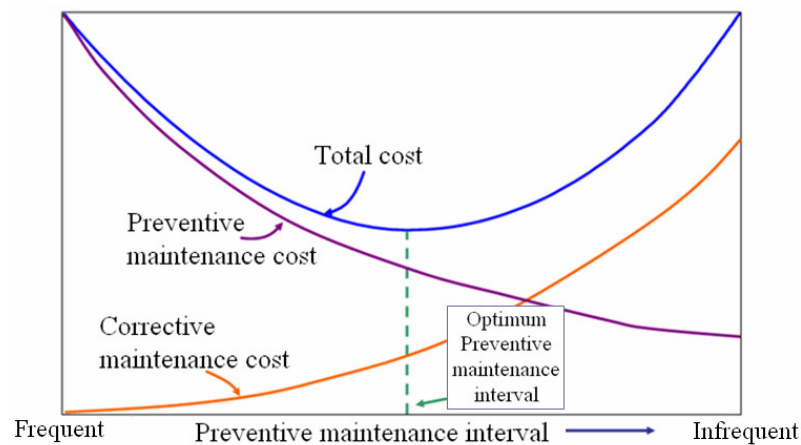 Total cost
Preventive
maintenance cost
Corrective
maintenance cost
Optimum
Preventive
maintenance
interval
Frequent
Preventive maintenance interval
Infrequent